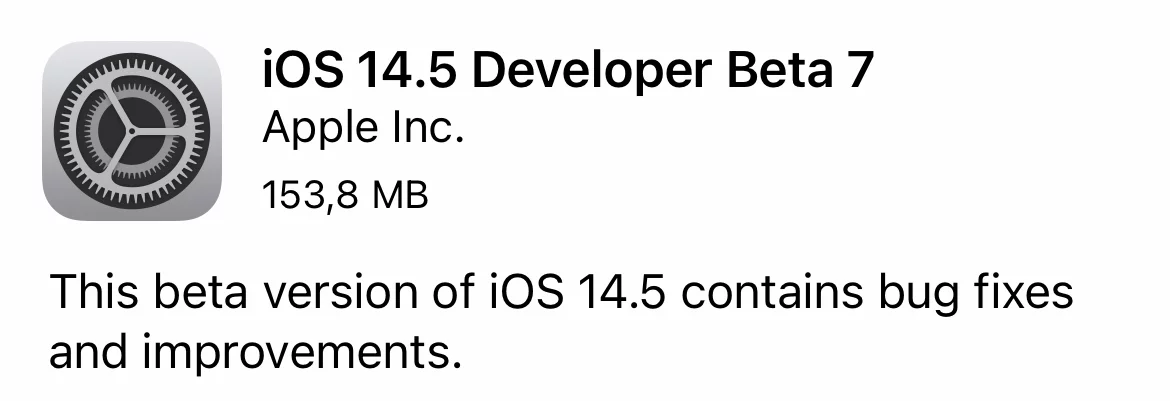 iOS 14.5 Developer Beta 7
Apple Inc.
153,8 MB
This beta version of iOS 14.5 contains bug fixes
and improvements.